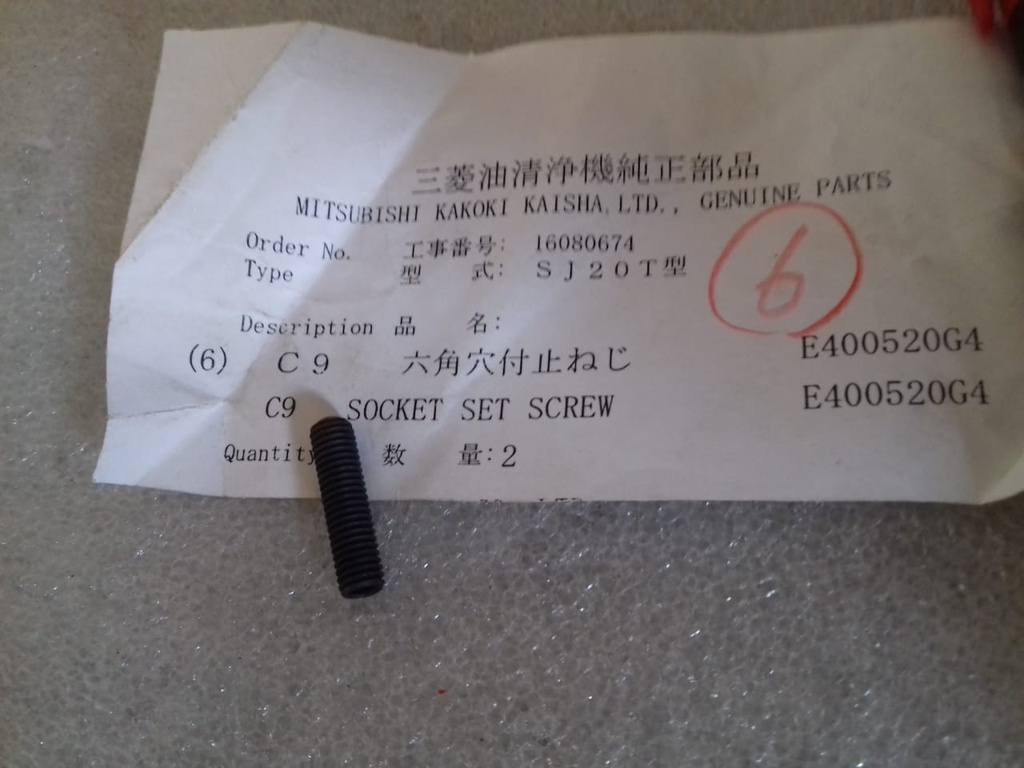 三菱油清浄機純正部品
MITSUBISHI KAKOKI KAISHA, LTD., GENUINE PARTS
Order No. 工事番号: 16080674
Type 型 式: SJ20T型
6
Description 品 名:
(6) C9 六角穴付止ねじ E400520G4
C9 SOCKET SET SCREW E400520G4
Quantity 数 量: 2